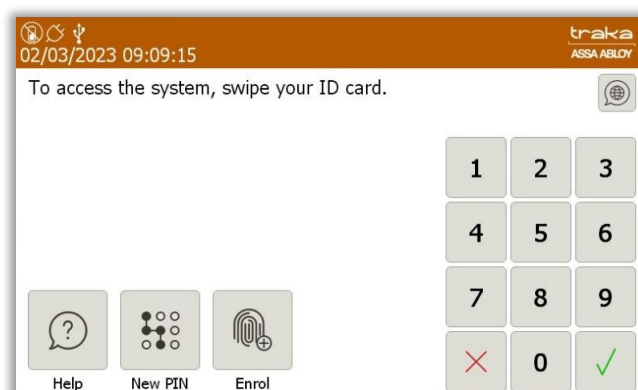 traka
02/03/2023 09:09:15
ASSA ABLOY
To access the system, swipe your ID card.
1 2 3
4 5 6
7 8 9
0
Help New PIN Enrol